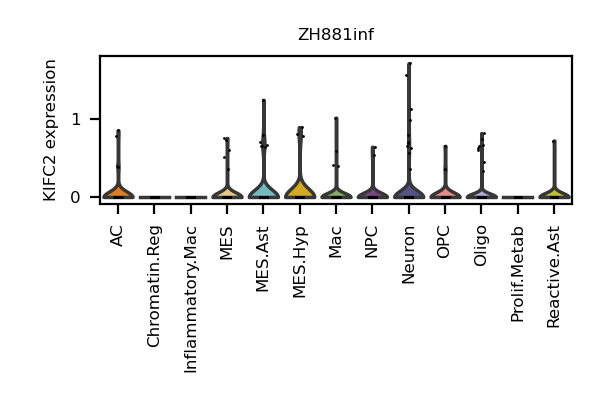 ZH881inf
KIFC2 expression
1
0
AC
Chromatin.Reg
Inflammatory.Mac
MES
MES.Ast
MES.Hyp
Mac
NPC
Neuron
OPC
Oligo
Prolif.Metab
Reactive.Ast